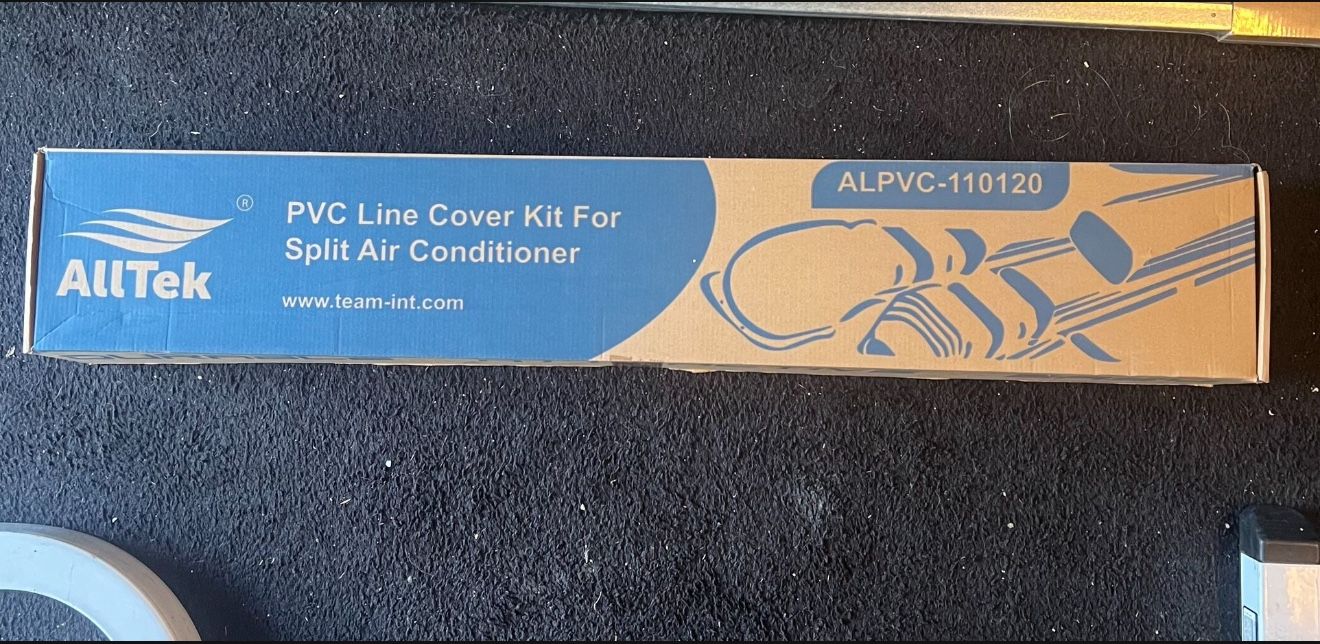 AllTek
®
PVC Line Cover Kit For
Split Air Conditioner
www.team-int.com
ALPVC-110120